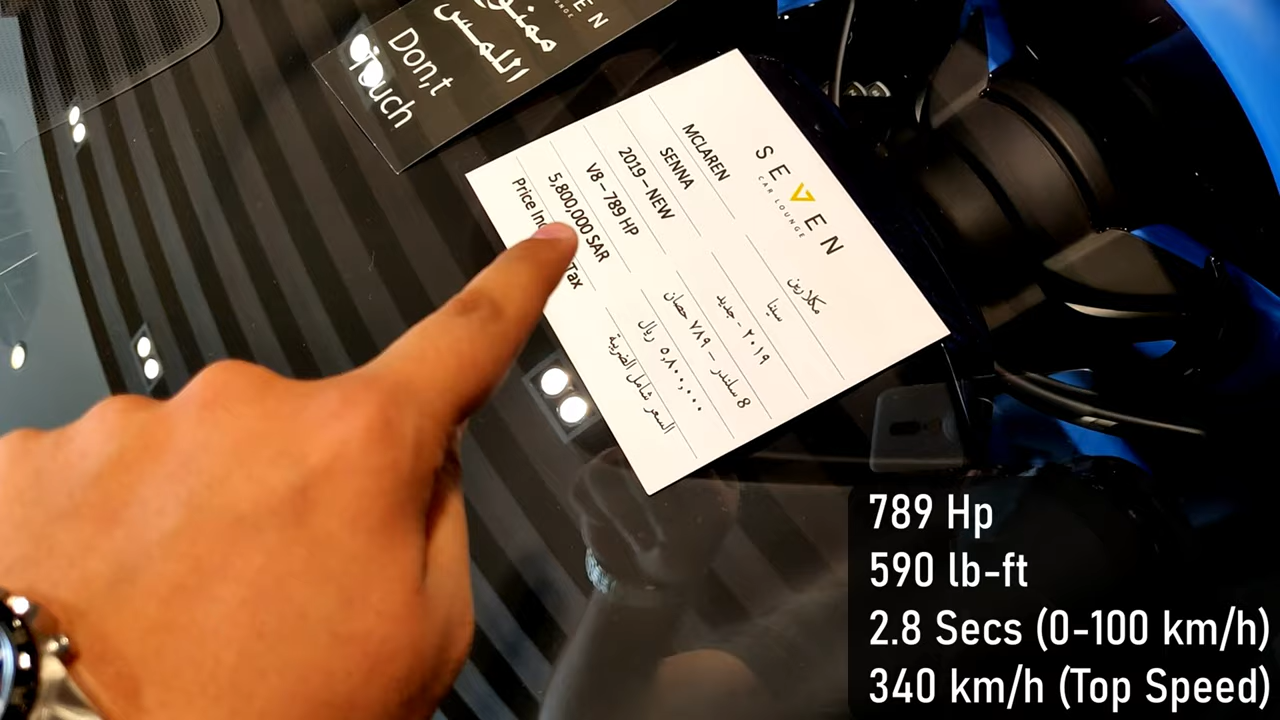 SEVEN
CAR LOUNGE
MCLAREN
مكلارين
SENNA
سينا
2019 – NEW
٢٠١٩ - جديد
V8 – 789 HP
8 سلندر – ٧٨٩ حصان
5,800,000 SAR
٥,٨٠٠,٠٠٠ ريال
Price Tax
السعر شامل الضريبة
اللمس
Don,t
Touch
789 Hp
590 lb-ft
2.8 Secs (0-100 km/h)
340 km/h (Top Speed)